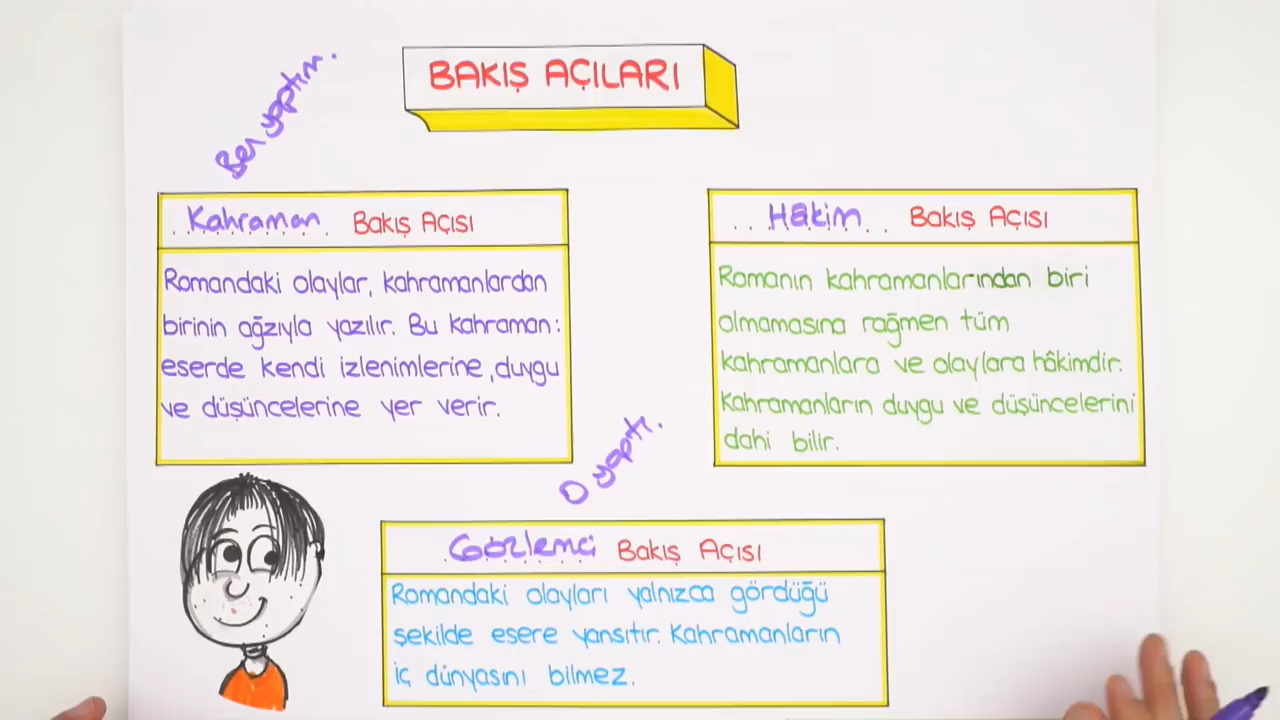 BAKIŞ AÇILARI
Ben yaptım.
Kahraman Bakış Açısı
Romandaki olaylar, kahramanlardan
birinin ağzıyla yazılır. Bu kahraman:
eserde kendi izlenimlerine, duygu
ve düşüncelerine yer verir.
Hâkim Bakış Açısı
Romanın kahramanlarından biri
olmamasına rağmen tüm
kahramanlara ve olaylara hâkimdir.
Kahramanların duygu ve düşüncelerini
dahi bilir.
O yaptı.
Gözlemci Bakış Açısı
Romandaki olayları yalnızca gördüğü
şekilde esere yansıtır. Kahramanların
iç dünyasını bilmez.